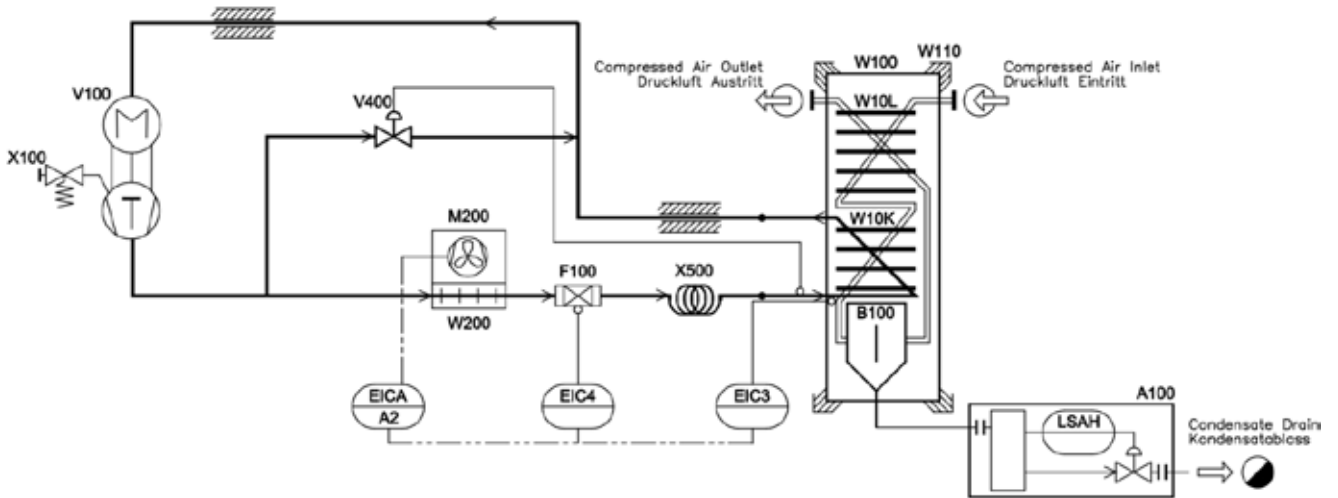 Compressed Air Outlet
Druckluft Austritt
W100
W110
Compressed Air Inlet
Druckluft Eintritt
V100
V400
W10L
X100
M
T
W10K
M200
F100
X500
W200
B100
EICA
A2
EIC4
EIC3
A100
LSAH
Condensate Drain
Kondensatablass